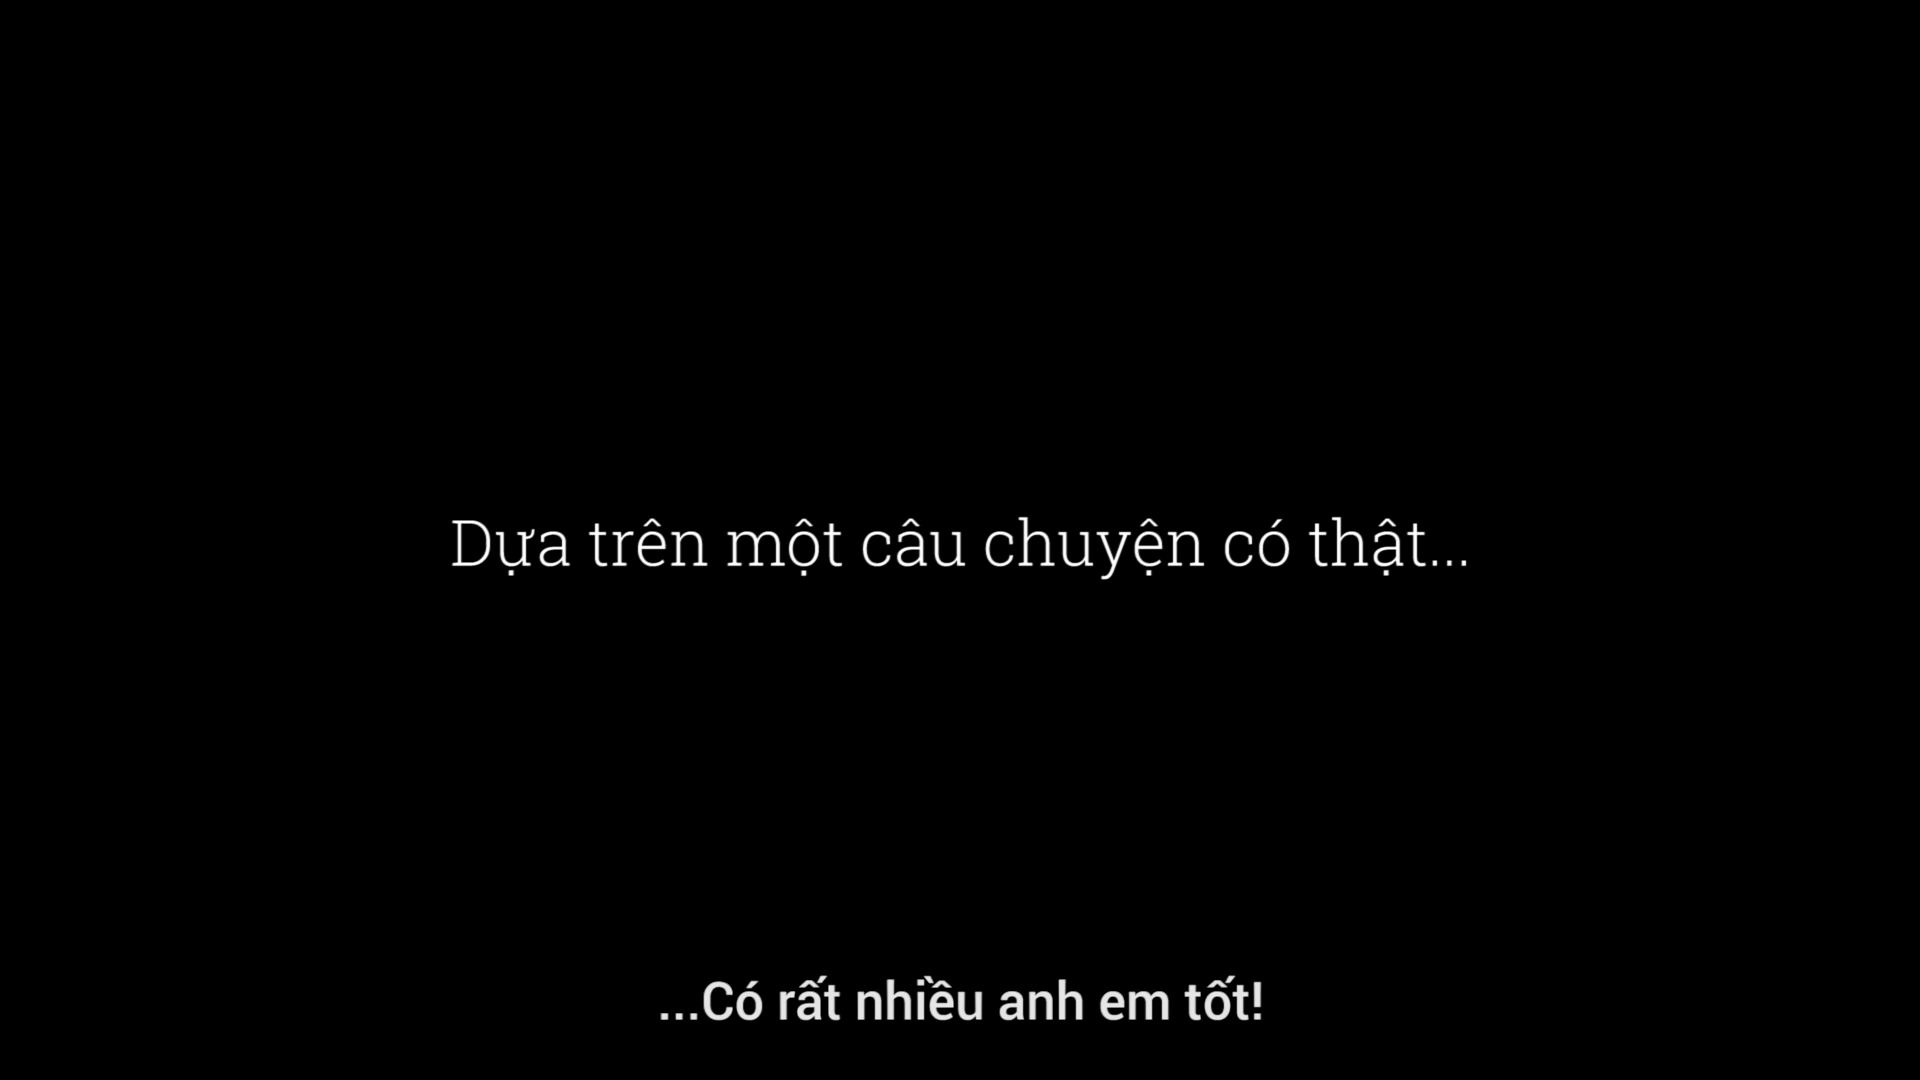 Dựa trên một câu chuyện có thật...
...Có rất nhiều anh em tốt!